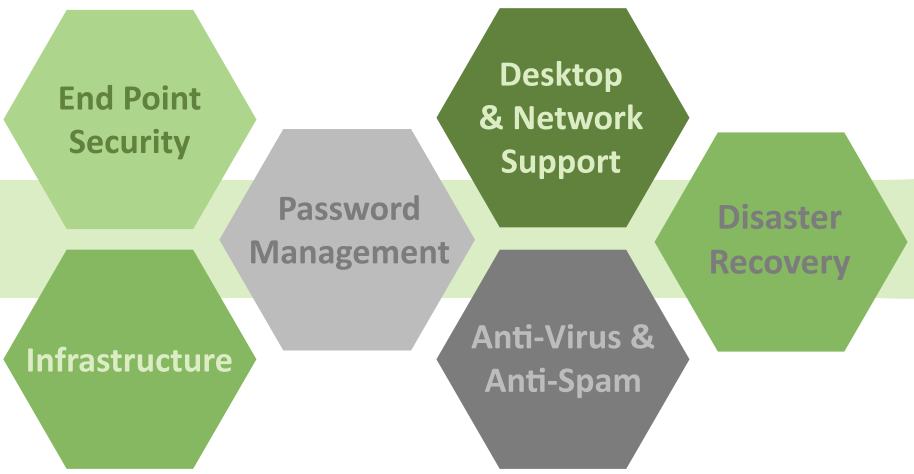 End Point
Security
Infrastructure
Password
Management
Desktop
& Network
Support
Anti-Virus &
Anti-Spam
Disaster
Recovery